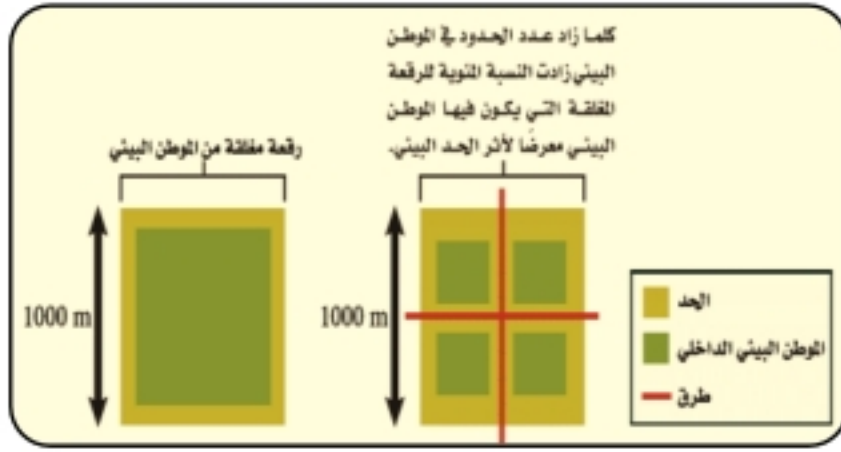 كلما زاد عدد الحدود في الموطن
البيئي زادت النسبة المئوية للرقعة
المغلقة التي يكون فيها الموطن
البيئي معرضًا لأثر الحد البيئي.
رقعة مغلقة من الموطن البيئي
1000 m
1000 m
الحد
الموطن البيئي الداخلي
طرق